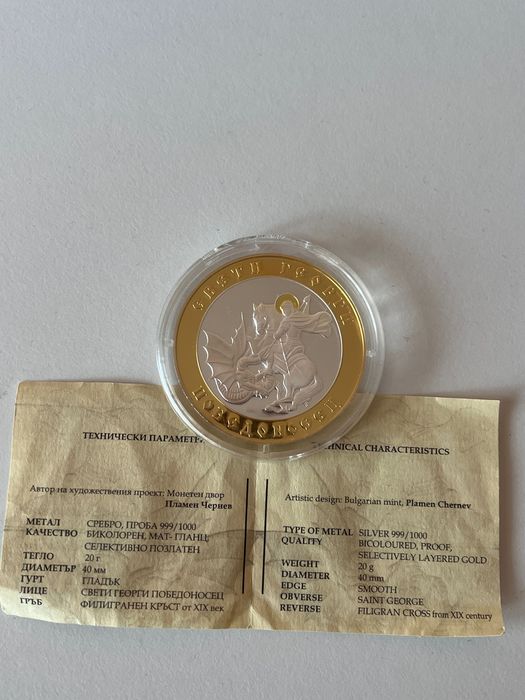 СВЕТИ ГЕОРГИ
ПОБЕДОНОСЕЦ
ТЕХНИЧЕСКИ ПАРАМЕТР
CHNICAL CHARACTERISTICS
Автор на художествения проект: Монетен двор
Пламен Чернев
МЕТАЛ СРЕБРО, ПРОБА 999/1000
КАЧЕСТВО БИКОЛОРЕН, МАТ- ГЛАНЦ,
СЕЛЕКТИВНО ПОЗЛАТЕН
ТЕГЛО 20 г
ДИАМЕТЪР 40 мм
ГУРТ ГЛАДЪК
ЛИЦЕ СВЕТИ ГЕОРГИ ПОБЕДОНОСЕЦ
ГРЪБ ФИЛИГРАНЕН КРЪСТ от XIX век
Artistic design: Bulgarian mint, Plamen Chernev
TYPE OF METAL SILVER 999/1000
QUALITY BICOLOURED, PROOF,
SELECTIVELY LAYERED GOLD
WEIGHT 20 g
DIAMETER 40 mm
EDGE SMOOTH
OBVERSE SAINT GEORGE
REVERSE FILIGRAN CROSS from XIX century